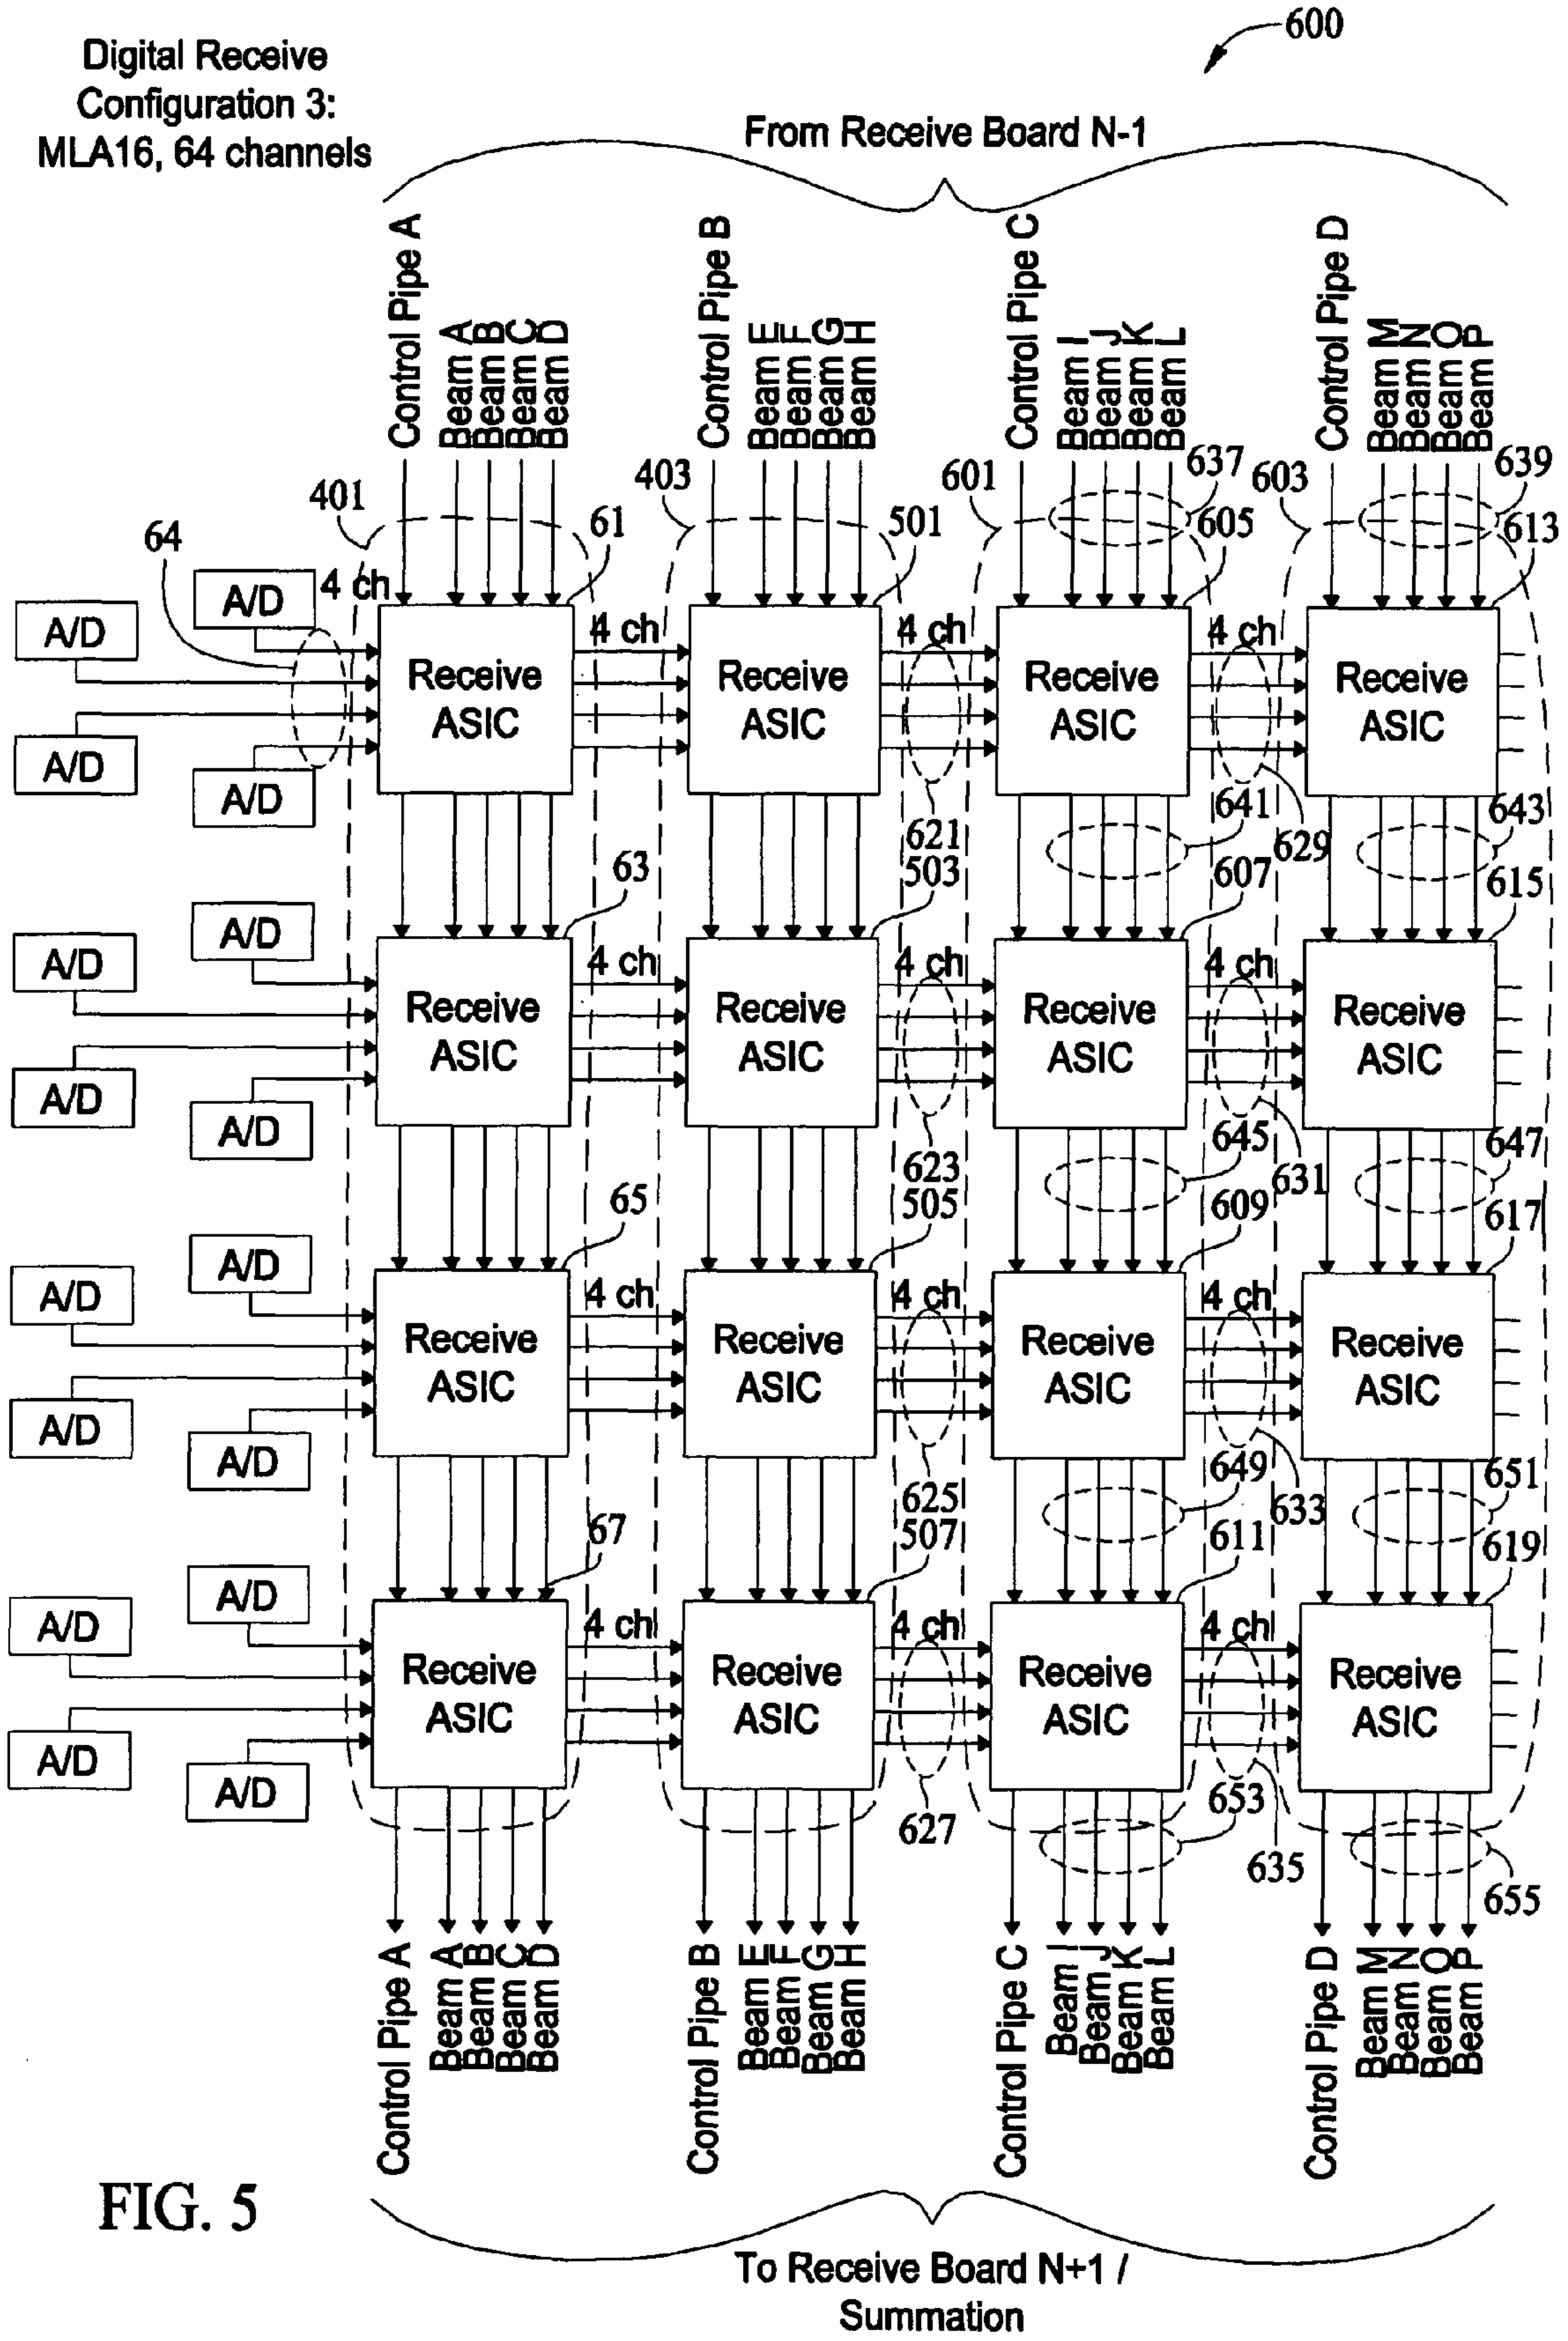 600
Digital Receive
Configuration 3:
MLA16, 64 channels
From Receive Board N-1
Control Pipe A
Beam A
Beam B
Beam C
Beam D
Control Pipe B
Beam E
Beam F
Beam G
Beam H
Control Pipe C
Beam I
Beam J
Beam K
Beam L
Control Pipe D
Beam M
Beam N
Beam O
Beam P
401
403
601
637
603
639
64
61
501
605
613
A/D
A/D
A/D
A/D
4 ch
Receive
ASIC
4 ch
Receive
ASIC
4 ch
Receive
ASIC
4 ch
Receive
ASIC
621
641
629
643
63
503
607
615
A/D
A/D
A/D
A/D
Receive
ASIC
4 ch
Receive
ASIC
4 ch
Receive
ASIC
4 ch
Receive
ASIC
623
645
631
647
65
505
609
617
A/D
A/D
A/D
A/D
Receive
ASIC
4 ch
Receive
ASIC
4 ch
Receive
ASIC
4 ch
Receive
ASIC
625
649
633
651
67
507
611
619
A/D
A/D
A/D
A/D
Receive
ASIC
4 ch
Receive
ASIC
4 ch
Receive
ASIC
4 ch
Receive
ASIC
627
653
635
655
Control Pipe A
Beam A
Beam B
Beam C
Beam D
Control Pipe B
Beam E
Beam F
Beam G
Beam H
Control Pipe C
Beam I
Beam J
Beam K
Beam L
Control Pipe D
Beam M
Beam N
Beam O
Beam P
FIG. 5
To Receive Board N+1 /
Summation